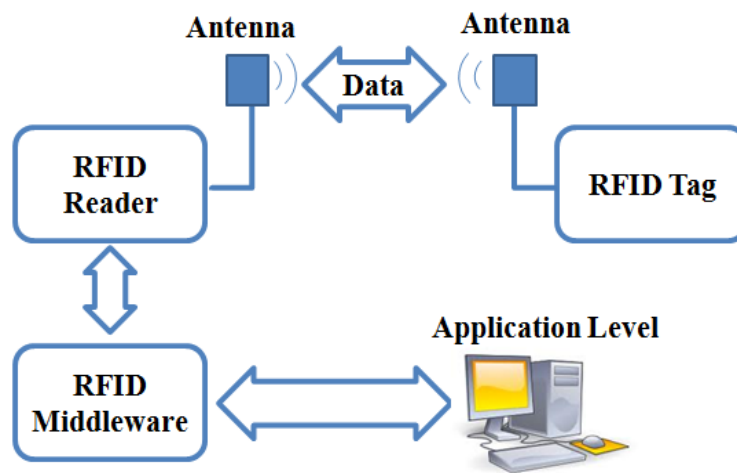 Antenna
Antenna
Data
RFID
Reader
RFID Tag
Application Level
RFID
Middleware